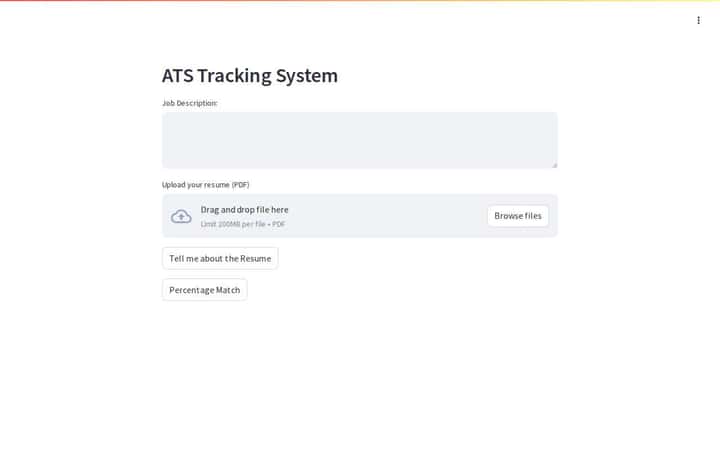 ATS Tracking System
Job Description:
Upload your resume (PDF)
Drag and drop file here
Limit 200MB per file • PDF
Browse files
Tell me about the Resume
Percentage Match